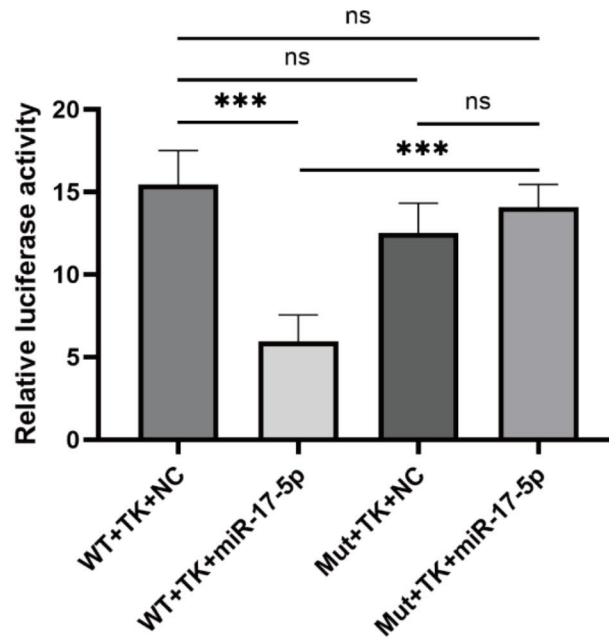 ns
ns
***
ns
***
Relative luciferase activity
20
15
10
5
0
WT+TK+NC
WT+TK+miR-17-5p
Mut+TK+NC
Mut+TK+miR-17-5p